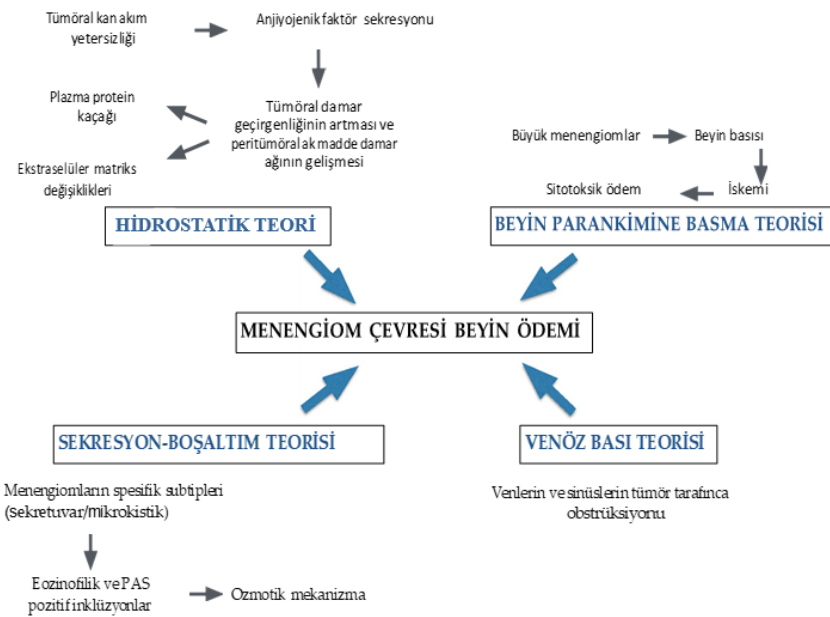 Tümöral kan akım
yetersizliği
Anjiyojenik faktör sekresyonu
Plazma protein
kaçağı
Tümöral damar
geçirgenliğinin artması ve
peritümöral ak madde damar
ağının gelişmesi
Ekstraselüler matriks
değişiklikleri
HİDROSTATİK TEORİ
Büyük menengiomlar
Beyin basısı
Sitotoksik ödem
İskemi
BEYİN PARANKİMİNE BASMA TEORİSİ
MENENGİOM ÇEVRESİ BEYİN ÖDEMİ
SEKRESYON-BOŞALTIM TEORİSİ
VENÖZ BASI TEORİSİ
Menengiomların spesifik subtipleri
(sekretuvar/mikrokistik)
Venlerin ve sinüslerin tümör tarafınca
obstrüksiyonu
Eozinofilik ve PAS
pozitif inklüzyonlar
Ozmotik mekanizma